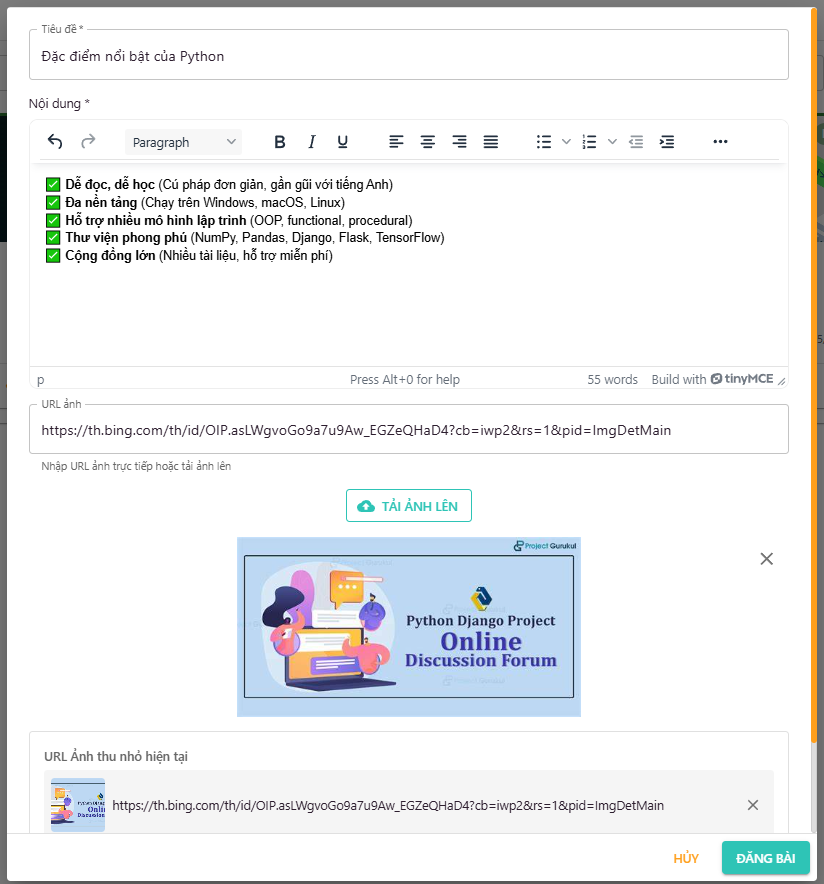 Tiêu đề *
Đặc điểm nổi bật của Python
Nội dung *
Paragraph
B I U
✅ Dễ đọc, dễ học (Cú pháp đơn giản, gần gũi với tiếng Anh)
✅ Đa nền tảng (Chạy trên Windows, macOS, Linux)
✅ Hỗ trợ nhiều mô hình lập trình (OOP, functional, procedural)
✅ Thư viện phong phú (NumPy, Pandas, Django, Flask, TensorFlow)
✅ Cộng đồng lớn (Nhiều tài liệu, hỗ trợ miễn phí)
p Press Alt+0 for help 55 words Build with tinyMCE
URL ảnh
https://th.bing.com/th/id/OIP.asLWgvoGo9a7u9Aw_EGZeQHaD4?cb=iwp2&rs=1&pid=ImgDetMain
Nhập URL ảnh trực tiếp hoặc tải ảnh lên
TẢI ẢNH LÊN
Project Gurukul
Python Django Project
Online
Discussion Forum
URL Ảnh thu nhỏ hiện tại
https://th.bing.com/th/id/OIP.asLWgvoGo9a7u9Aw_EGZeQHaD4?cb=iwp2&rs=1&pid=ImgDetMain
HỦY ĐĂNG BÀI